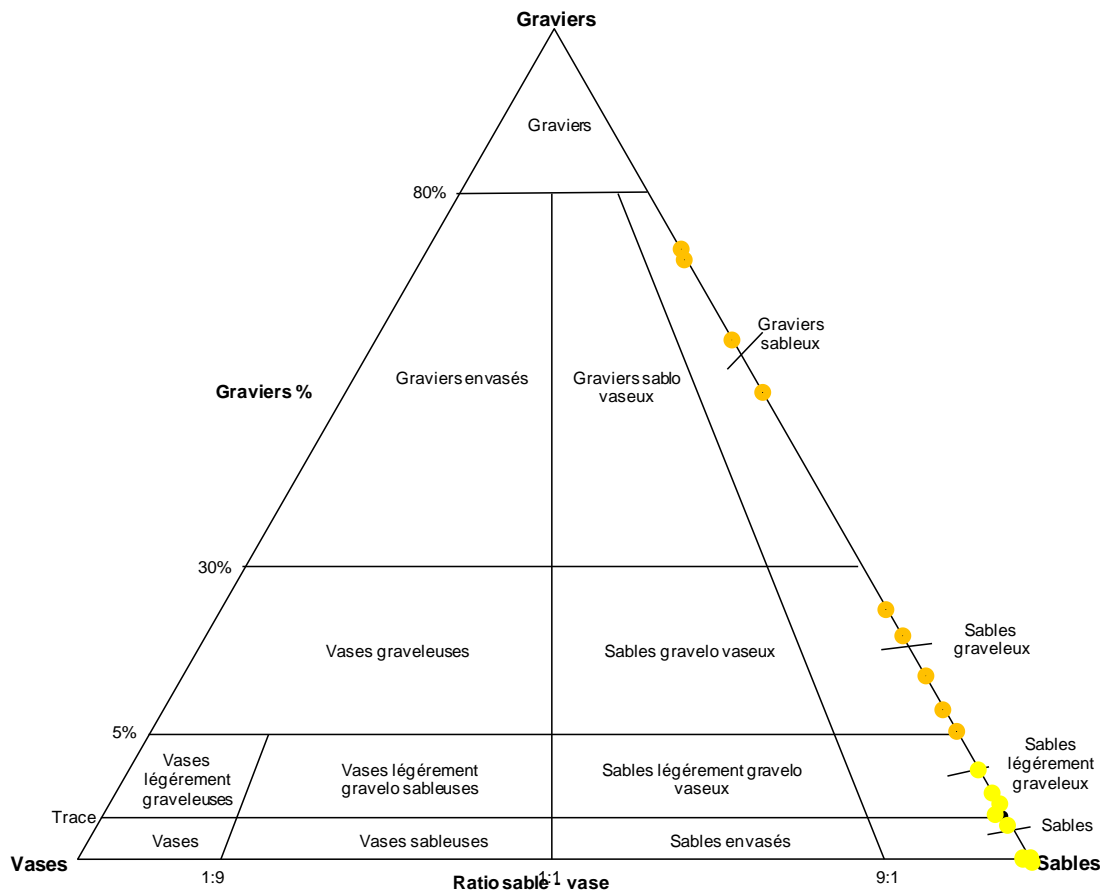 Graviers
Graviers
80%
Graviers
sableux
Graviers envasés
Graviers sablo
vaseux
Graviers %
30%
Sables
graveleux
Vases graveleuses
Sables gravelo vaseux
5%
Vases
légérement
graveleuses
Vases légérement
gravelo sableuses
Sables légérement gravelo
vaseux
Sables
légérement
graveleux
Trace
Vases
Vases sableuses
Sables envasés
Sables
Vases
Sables
1:9
1:1
9:1
Ratio sable - vase